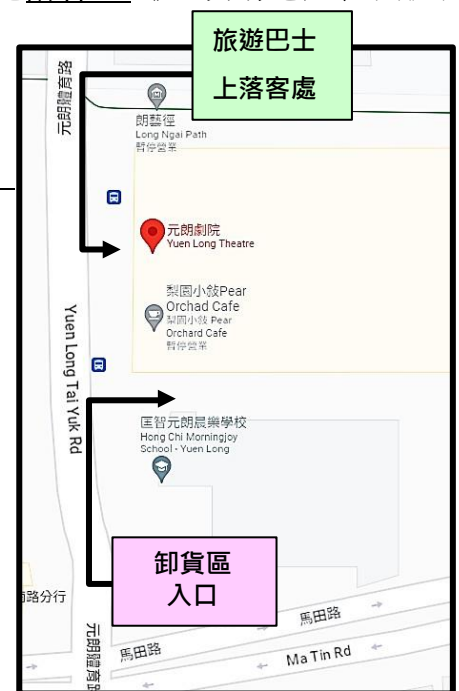 旅遊巴士
上落客處
元朗體育路
朗藝徑
Long Ngai Path
暫停營業
元朗劇院
Yuen Long Theatre
梨園小敍Pear
Orchad Cafe
梨園小敍 Pear
Orchard Cafe
暫停營業
Yuen Long Tai Yuk Rd
匡智元朗晨樂學校
Hong Chi Morningjoy
School - Yuen Long
卸貨區
入口
路分行
馬田路
馬田路
Ma Tin Rd
元朗體育路